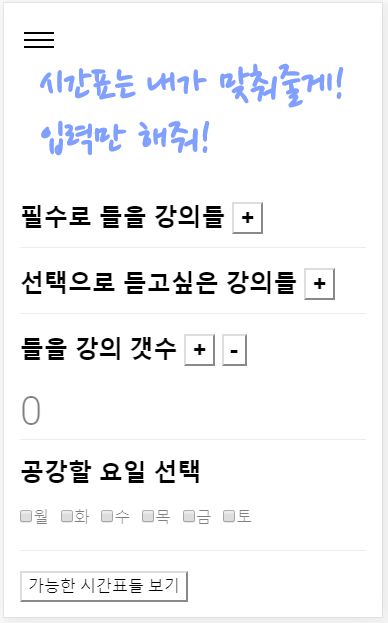 시간표는 내가 맞춰줄게!
입력만 해줘!
필수로 들을 강의들 +
선택으로 듣고싶은 강의들 +
들을 강의 갯수 + -
0
공강할 요일 선택
월 화 수 목 금 토
가능한 시간표들 보기